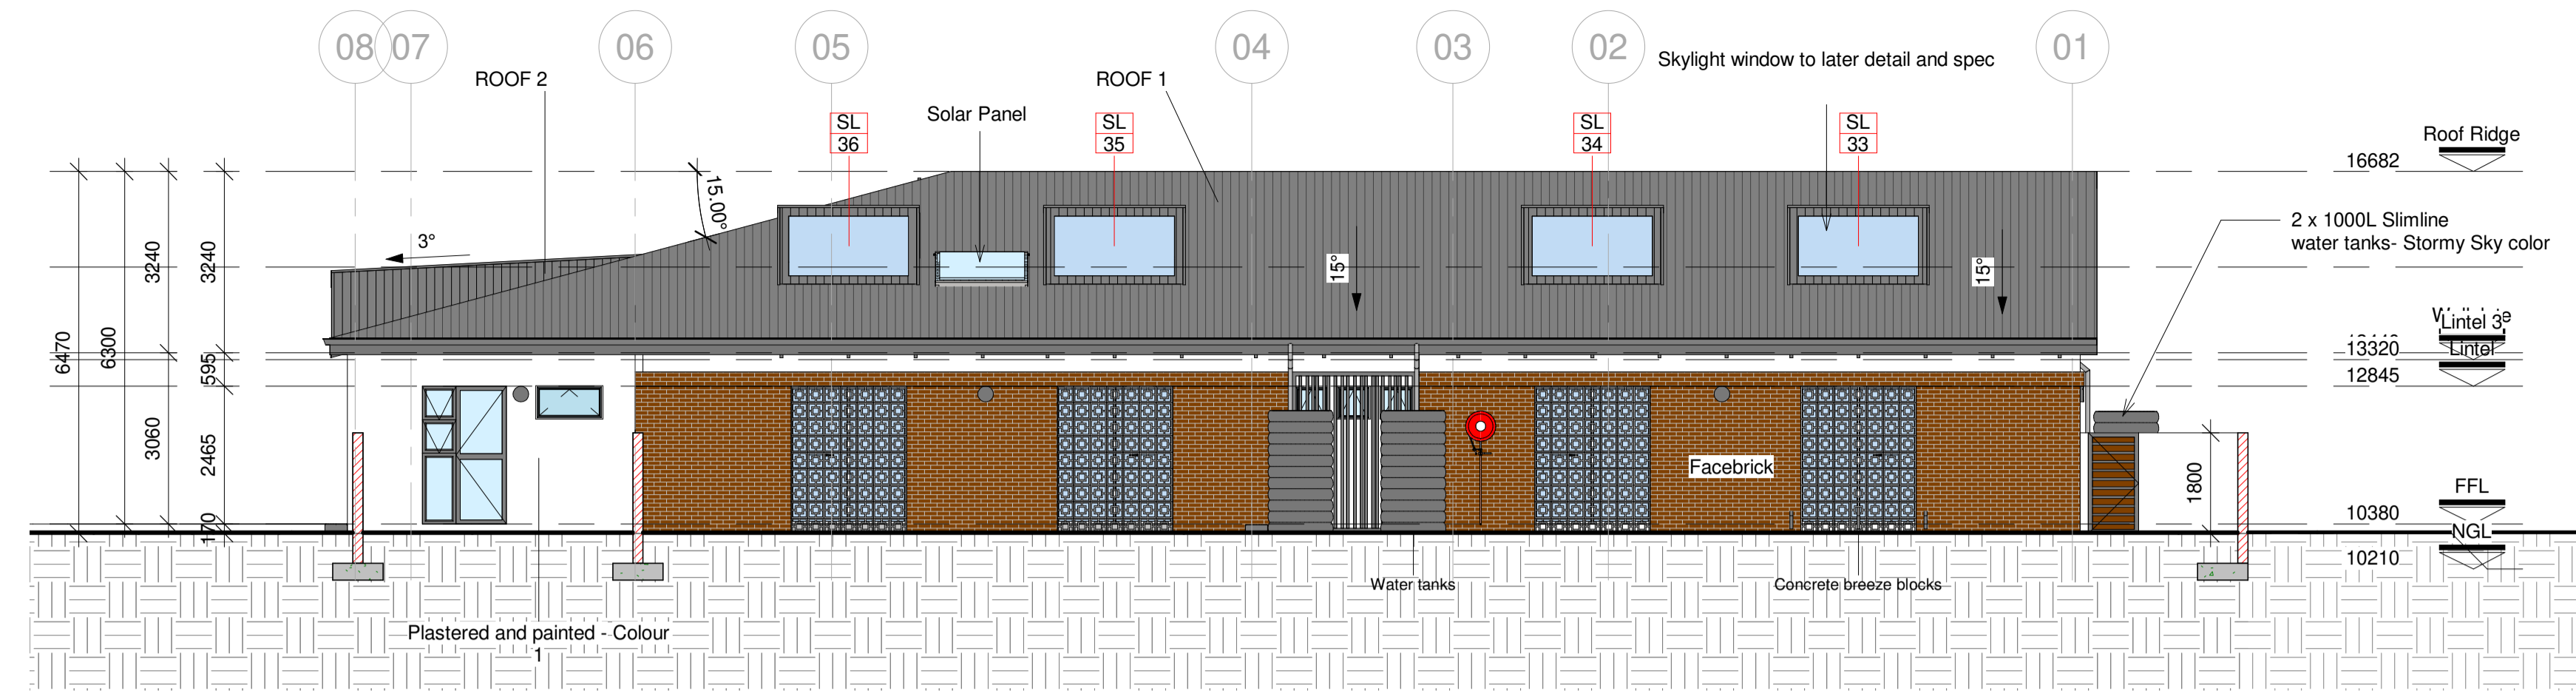 08
07
06
05
04
03
02
01
Skylight window to later detail and spec
ROOF 2
ROOF 1
Solar Panel
SL
36
SL
35
SL
34
SL
33
Roof Ridge
16682
15.00°
3°
15°
15°
2 x 1000L Slimline
water tanks- Stormy Sky color
3240
3240
6470
6300
595
3060
2465
170
Lintel 3
13320
Lintel
12845
Facebrick
1800
FFL
10380
NGL
10210
Water tanks
Concrete breeze blocks
Plastered and painted - Colour
1